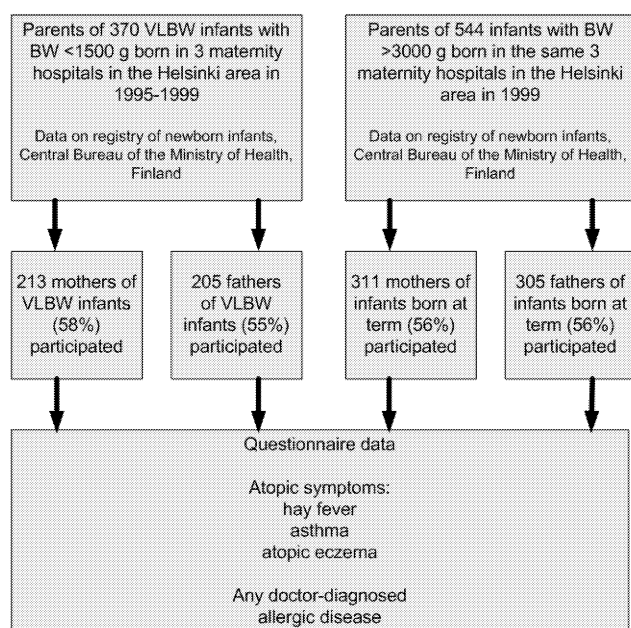 Parents of 370 VLBW infants with
BW <1500 g born in 3 maternity
hospitals in the Helsinki area in
1995-1999
Data on registry of newborn infants,
Central Bureau of the Ministry of Health,
Finland
Parents of 544 infants with BW
>3000 g born in the same 3
maternity hospitals in the Helsinki
area in 1999
Data on registry of newborn infants,
Central Bureau of the Ministry of Health,
Finland
213 mothers of
VLBW infants
(58%)
participated
205 fathers
of VLBW
infants (55%)
participated
311 mothers of
infants born at
term (56%)
participated
305 fathers of
infants born at
term (56%)
participated
Questionnaire data
Atopic symptoms:
hay fever
asthma
atopic eczema
Any doctor-diagnosed
allergic disease